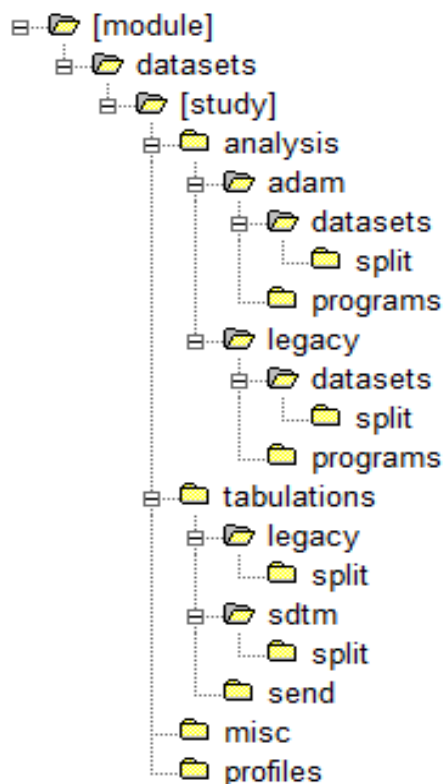 [module]
datasets
[study]
analysis
adam
datasets
split
programs
legacy
datasets
split
programs
tabulations
legacy
split
sdtm
split
send
misc
profiles